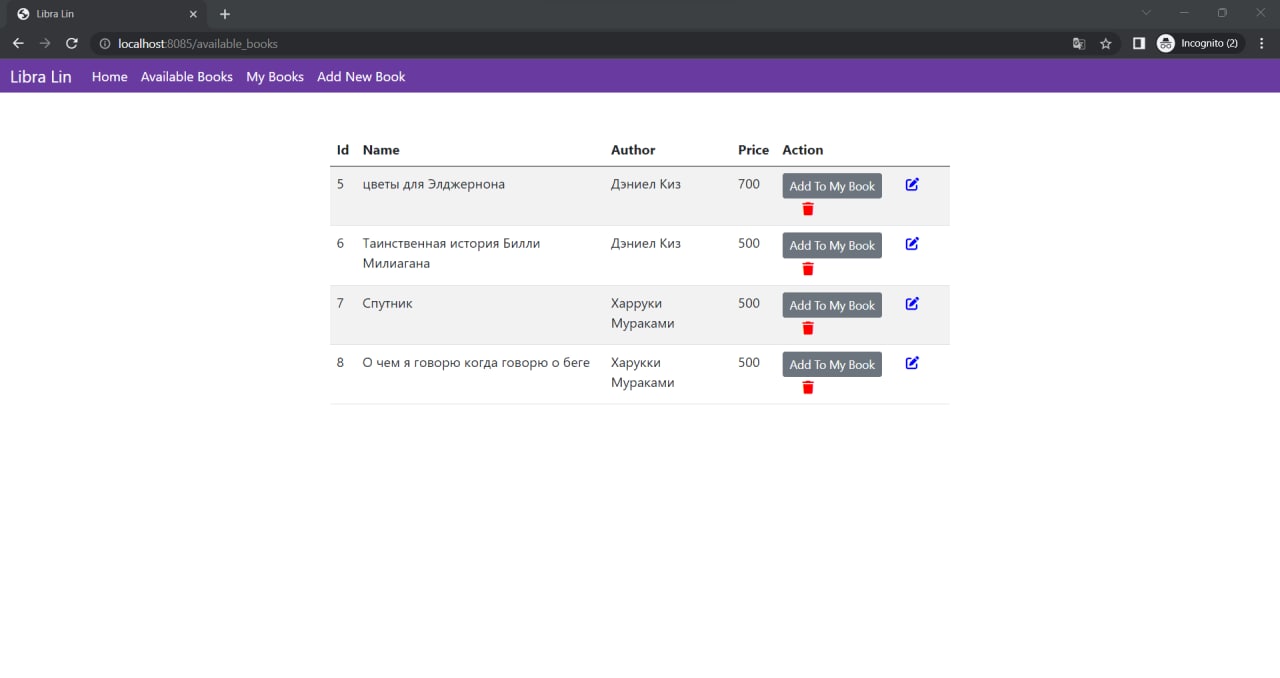 Libra Lin
localhost:8085/available_books
Incognito (2)
Libra Lin Home Available Books My Books Add New Book
Id Name Author Price Action
5 цветы для Элджернона Дэниел Киз 700 Add To My Book
6 Таинственная история Билли Дэниел Киз 500 Add To My Book
Милиагана
7 Спутник Харруки 500 Add To My Book
Мураками
8 О чем я говорю когда говорю о беге Харукки 500 Add To My Book
Мураками